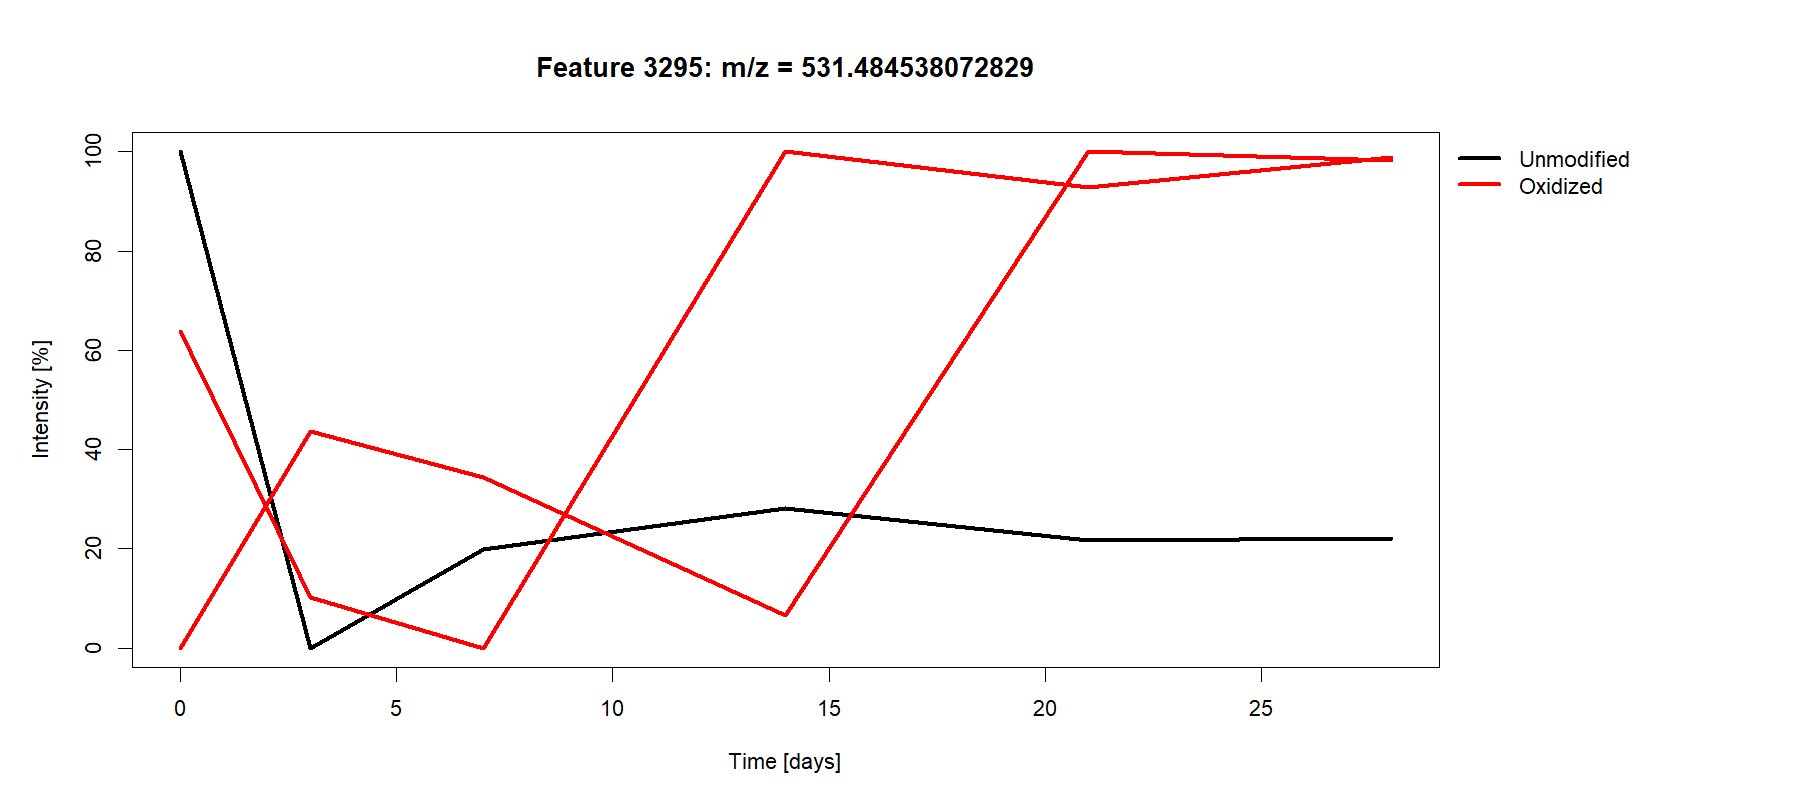 Feature 3295: m/z = 531.484538072829
Unmodified
Oxidized
Intensity [%]
100
80
60
40
20
0
0 5 10 15 20 25
Time [days]